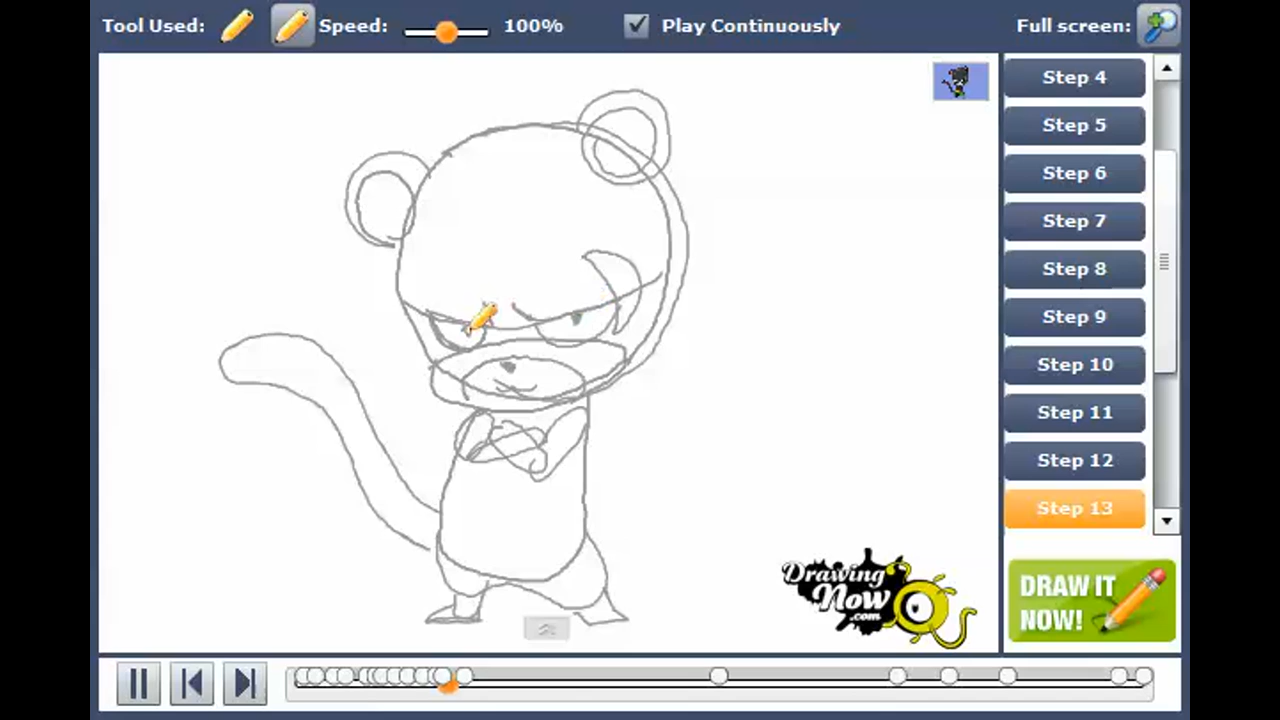 Tool Used:
Speed:
100%
Play Continuously
Full screen:
Step 4
Step 5
Step 6
Step 7
Step 8
Step 9
Step 10
Step 11
Step 12
Step 13
Drawing
Now
.com
DRAW IT
NOW!